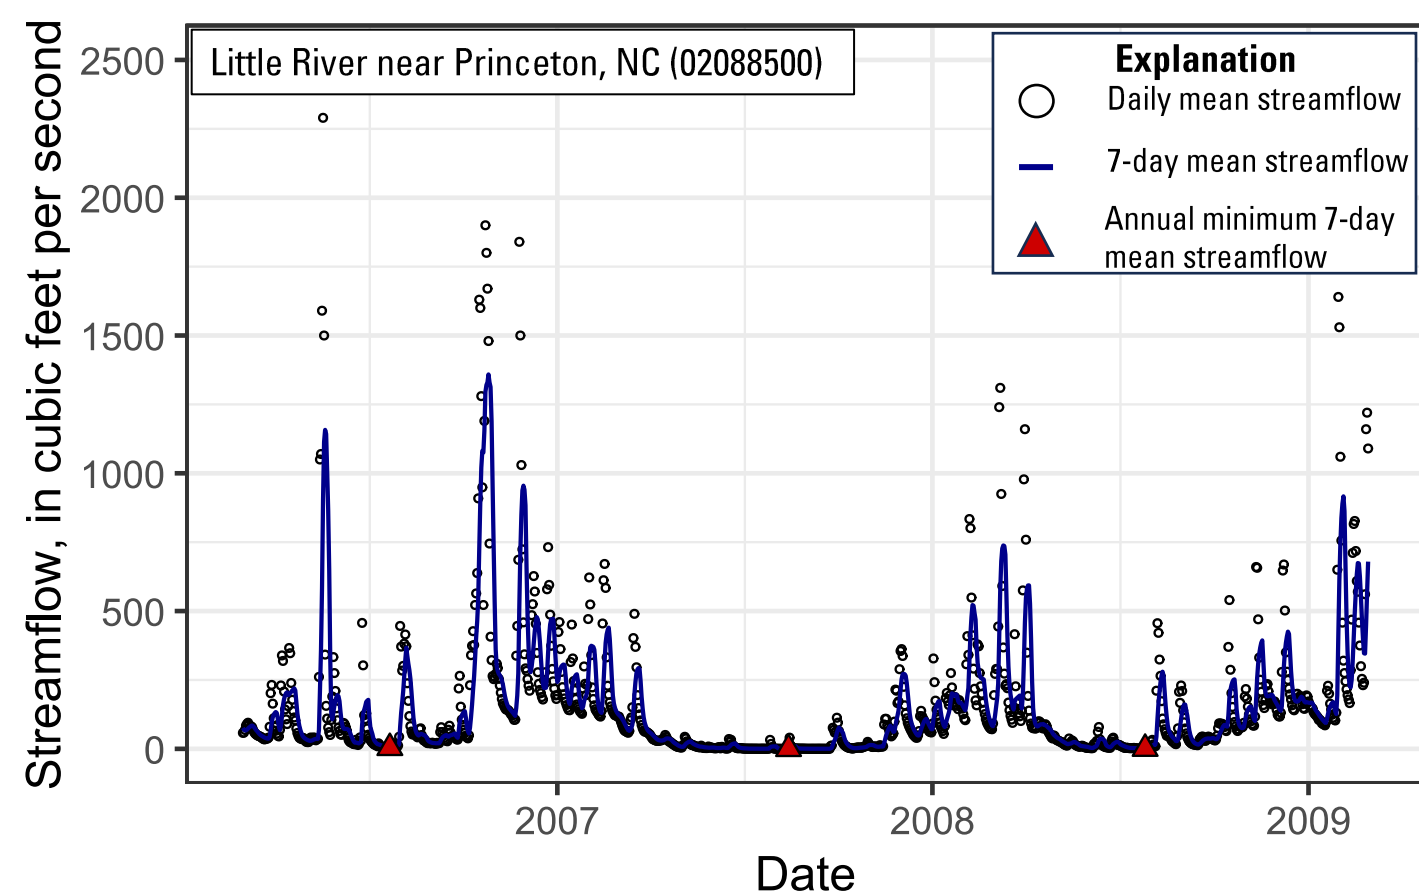 Little River near Princeton, NC (02088500)
Explanation
Daily mean streamflow
7-day mean streamflow
Annual minimum 7-day
mean streamflow
Streamflow, in cubic feet per second
2500
2000
1500
1000
500
0
2007
2008
2009
Date